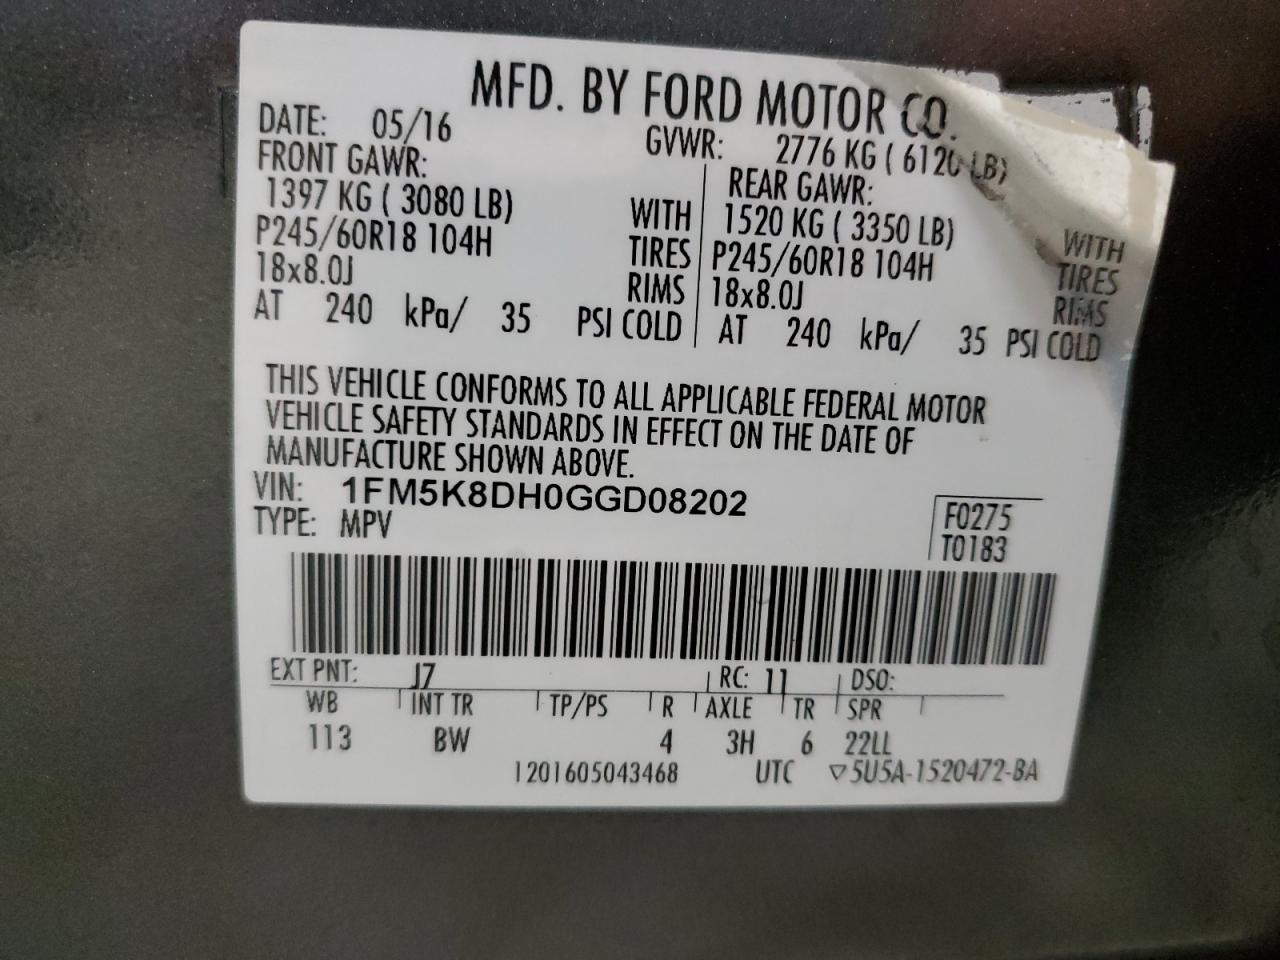 MFD. BY FORD MOTOR CO.
DATE: 05/16 GVWR: 2776 KG ( 6120 LB)
FRONT GAWR: REAR GAWR:
1397 KG ( 3080 LB) WITH 1520 KG ( 3350 LB) WITH
P245/60R18 104H TIRES P245/60R18 104H TIRES
18x8.0J RIMS 18x8.0J RIMS
AT 240 kPa/ 35 PSI COLD AT 240 kPa/ 35 PSI COLD
THIS VEHICLE CONFORMS TO ALL APPLICABLE FEDERAL MOTOR
VEHICLE SAFETY STANDARDS IN EFFECT ON THE DATE OF
MANUFACTURE SHOWN ABOVE.
VIN: 1FM5K8DH0GGD08202
TYPE: MPV
F0275
T0183
EXT PNT: J7 RC: 11 DSO:
WB INT TR TP/PS R AXLE TR SPR
113 BW 4 3H 6 22LL
1201605043468 UTC ▽5U5A-1520472-BA